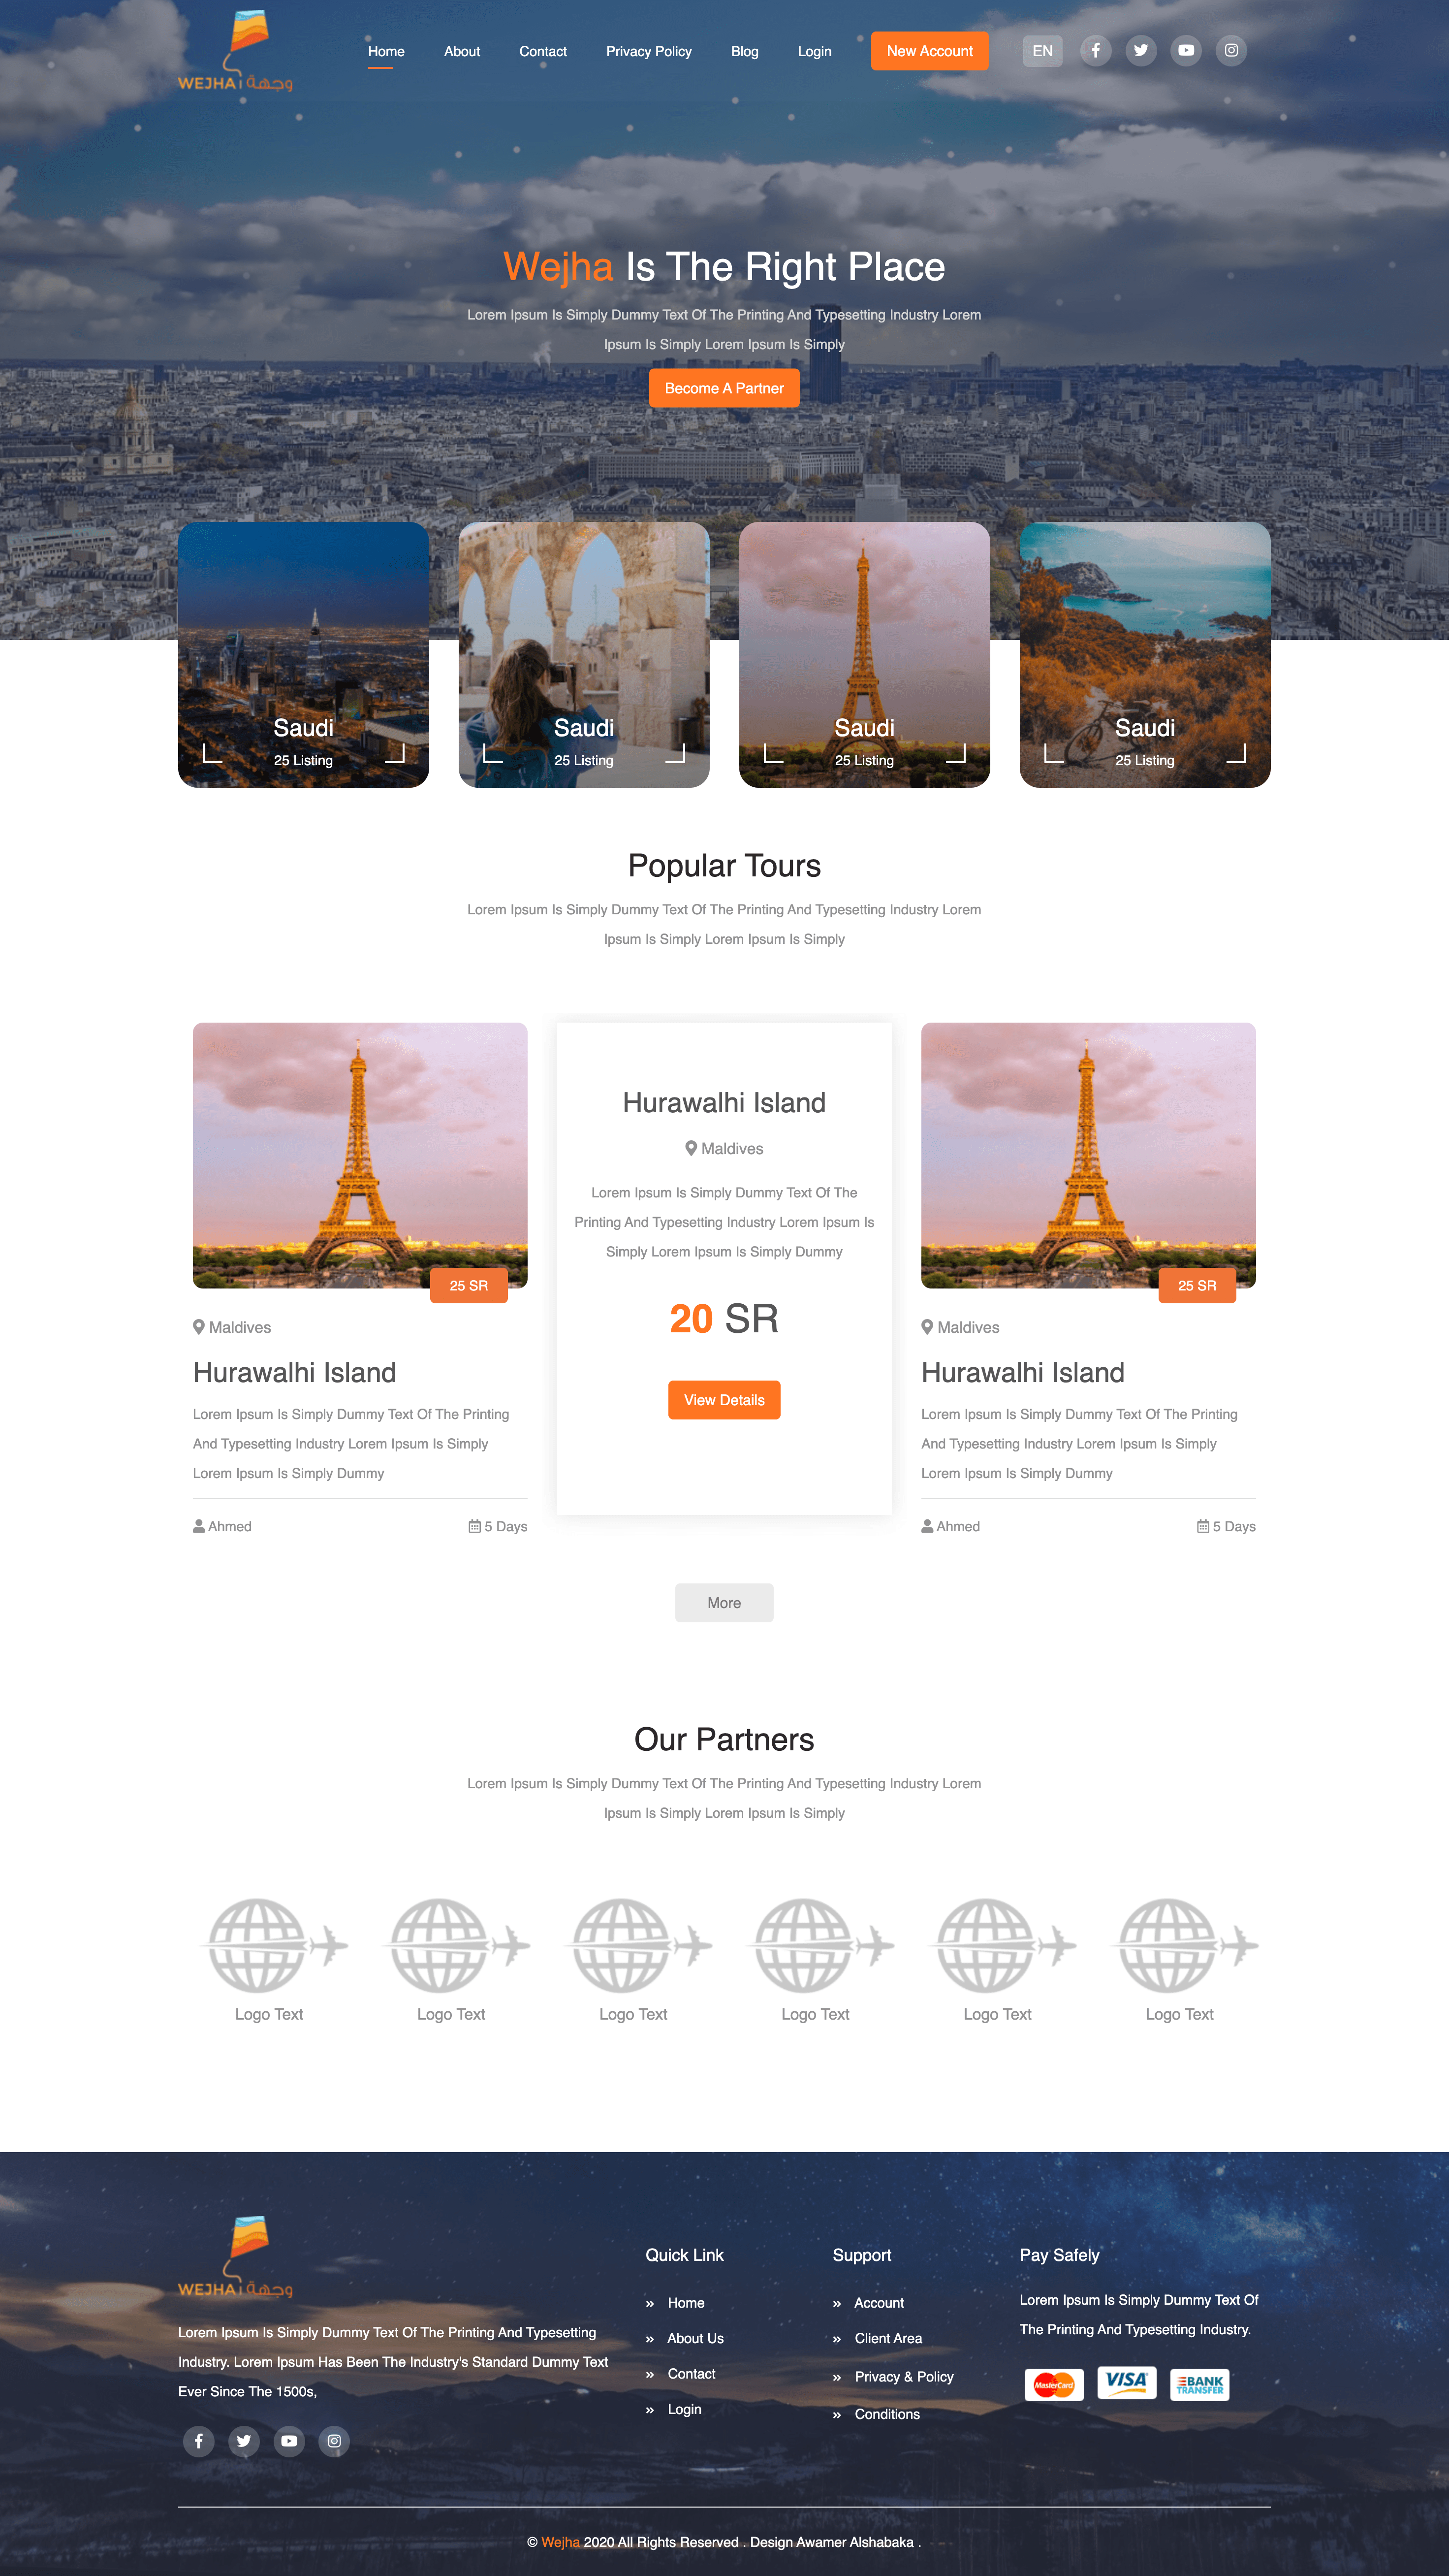 WEJHA وجهة
Home
About
Contact
Privacy Policy
Blog
Login
New Account
EN
Wejha Is The Right Place
Lorem Ipsum Is Simply Dummy Text Of The Printing And Typesetting Industry Lorem
Ipsum Is Simply Lorem Ipsum Is Simply
Become A Partner
Saudi
25 Listing
Saudi
25 Listing
Saudi
25 Listing
Saudi
25 Listing
Popular Tours
Lorem Ipsum Is Simply Dummy Text Of The Printing And Typesetting Industry Lorem
Ipsum Is Simply Lorem Ipsum Is Simply
25 SR
Maldives
Hurawalhi Island
Lorem Ipsum Is Simply Dummy Text Of The Printing
And Typesetting Industry Lorem Ipsum Is Simply
Lorem Ipsum Is Simply Dummy
Ahmed
5 Days
Hurawalhi Island
Maldives
Lorem Ipsum Is Simply Dummy Text Of The
Printing And Typesetting Industry Lorem Ipsum Is
Simply Lorem Ipsum Is Simply Dummy
20 SR
View Details
25 SR
Maldives
Hurawalhi Island
Lorem Ipsum Is Simply Dummy Text Of The Printing
And Typesetting Industry Lorem Ipsum Is Simply
Lorem Ipsum Is Simply Dummy
Ahmed
5 Days
More
Our Partners
Lorem Ipsum Is Simply Dummy Text Of The Printing And Typesetting Industry Lorem
Ipsum Is Simply Lorem Ipsum Is Simply
Logo Text
Logo Text
Logo Text
Logo Text
Logo Text
Logo Text
WEJHA وجهة
Lorem Ipsum Is Simply Dummy Text Of The Printing And Typesetting
Industry. Lorem Ipsum Has Been The Industry's Standard Dummy Text
Ever Since The 1500s,
Quick Link
» Home
» About Us
» Contact
» Login
Support
» Account
» Client Area
» Privacy & Policy
» Conditions
Pay Safely
Lorem Ipsum Is Simply Dummy Text Of
The Printing And Typesetting Industry.
MasterCard
VISA
BANK
TRANSFER
© Wejha 2020 All Rights Reserved . Design Awamer Alshabaka .